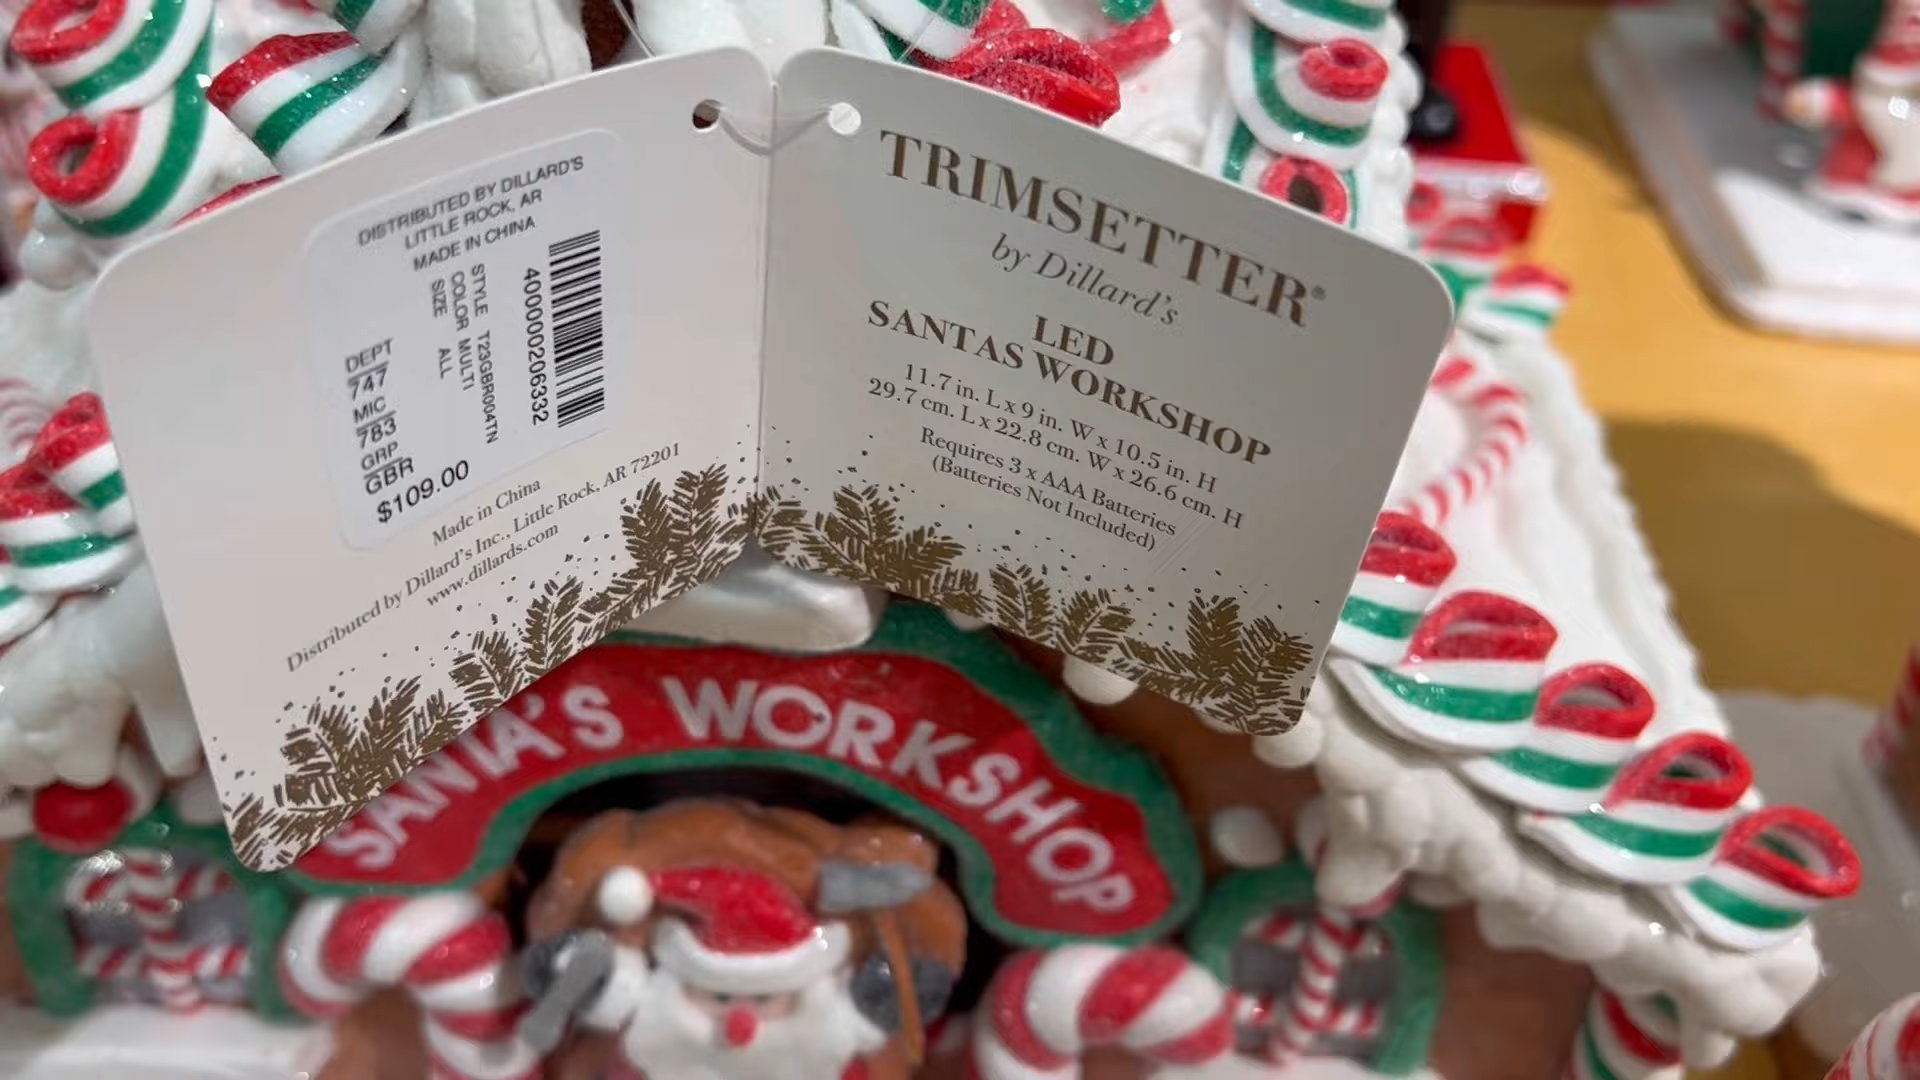 DISTRIBUTED BY DILLARD'S
LITTLE ROCK, AR
MADE IN CHINA
STYLE T23GBR004TN
COLOR MULTI
SIZE ALL
400000206332
DEPT
747
MIC
783
GRP
GBR
$109.00
Made in China
Distributed by Dillard's Inc., Little Rock, AR 72201
www.dillards.com
TRIMSETTER®
by Dillard's
LED
SANTAS WORKSHOP
11.7 in. L x 9 in. W x 10.5 in. H
29.7 cm. L x 22.8 cm. W x 26.6 cm. H
Requires 3 x AAA Batteries
(Batteries Not Included)
SANTA'S WORKSHOP